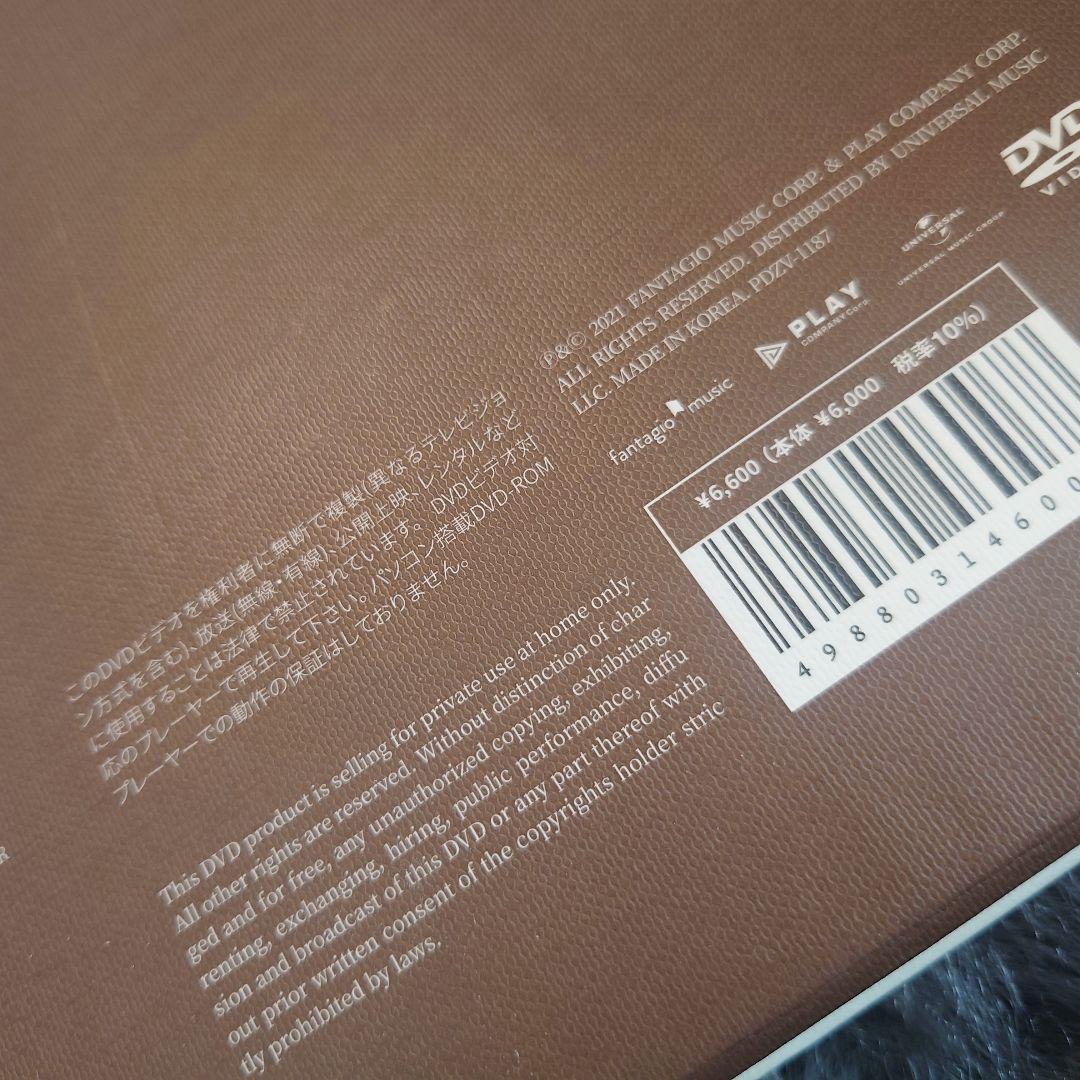 P&© 2021 FANTAGIO MUSIC CORP. & PLAY COMPANY CORP.
ALL RIGHTS RESERVED. DISTRIBUTED BY UNIVERSAL MUSIC
LLC. MADE IN KOREA. PDZV-1187
DVD
VID
fantagio music
PLAY
COMPANY Corp.
UNIVERSAL
UNIVERSAL MUSIC GROUP
¥6,600 (本体 ¥6,000 税率10%)
4988031460
このDVDビデオを権利者に無断で複製(異なるテレビジョ
ン方式を含む)、放送(無線・有線)、公開上映、レンタルなど
に使用することは法律で禁止されています。DVDビデオ対
応のプレーヤーで再生して下さい。パソコン搭載DVD-ROM
プレーヤーでの動作の保証はしておりません。
This DVD product is selling for private use at home only.
All other rights are reserved. Without distinction of char
ged and for free, any unauthorized copying, exhibiting,
renting, exchanging, hiring, public performance, diffu
sion and broadcast of this DVD or any part thereof with
out prior written consent of the copyrights holder stric
tly prohibited by laws.
R